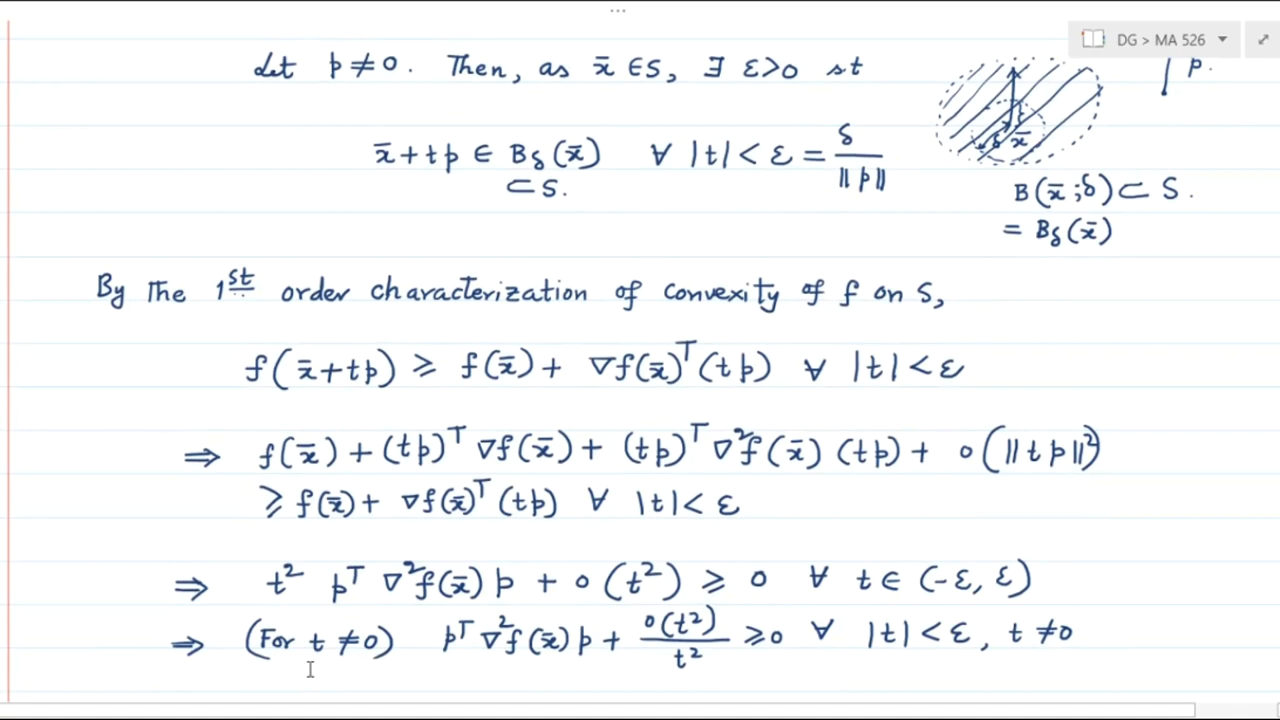 ...
DG > MA 526
Let p ≠ 0. Then, as x̄ ∈ S, ∃ ε>0 st
p.
δ x̄
x̄ + tp ∈ B_δ(x̄) ∀ |t| < ε = δ/‖p‖
⊂ S.
B(x̄;δ) ⊂ S.
= B_δ(x̄)
By the 1st order characterization of convexity of f on S,
f(x̄+tp) ≥ f(x̄) + ∇f(x̄)^T (tp) ∀ |t| < ε
⇒ f(x̄) + (tp)^T ∇f(x̄) + (tp)^T ∇²f(x̄) (tp) + o(‖tp‖²)
≥ f(x̄) + ∇f(x̄)^T (tp) ∀ |t| < ε
⇒ t² p^T ∇²f(x̄) p + o(t²) ≥ 0 ∀ t ∈ (-ε, ε)
⇒ (For t ≠ 0) p^T ∇²f(x̄) p + o(t²)/t² ≥ 0 ∀ |t| < ε, t ≠ 0